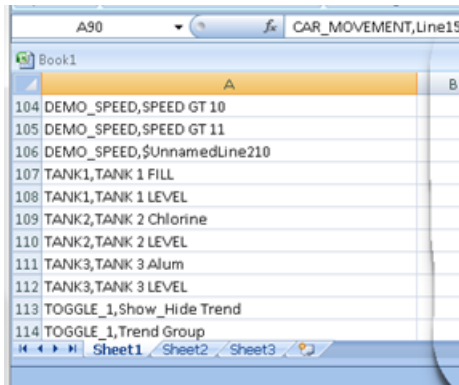 A90 fx CAR_MOVEMENT,Line15
Book1
A B
104 DEMO_SPEED,SPEED GT 10
105 DEMO_SPEED,SPEED GT 11
106 DEMO_SPEED,$UnnamedLine210
107 TANK1,TANK 1 FILL
108 TANK1,TANK 1 LEVEL
109 TANK2,TANK 2 Chlorine
110 TANK2,TANK 2 LEVEL
111 TANK3,TANK 3 Alum
112 TANK3,TANK 3 LEVEL
113 TOGGLE_1,Show_Hide Trend
114 TOGGLE_1,Trend Group
Sheet1 Sheet2 Sheet3